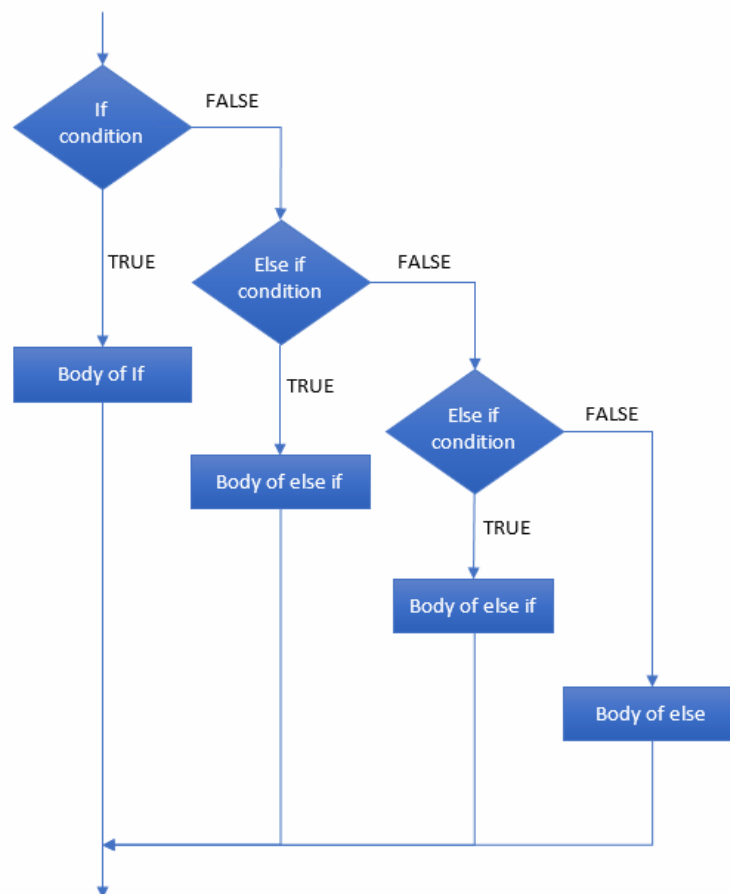 If
condition
FALSE
TRUE
Else if
condition
FALSE
Body of If
TRUE
Else if
condition
FALSE
Body of else if
TRUE
Body of else if
Body of else